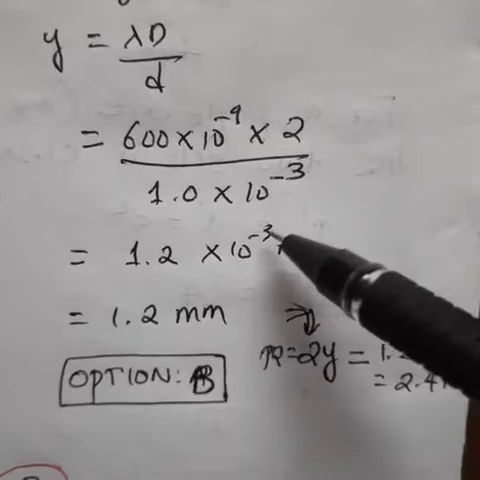 y = λD/d
= 600 × 10⁻⁹ × 2 / 1.0 × 10⁻³
= 1.2 × 10⁻³
= 1.2 mm
⇒ = 2y = 1.
= 2.4
OPTION: B